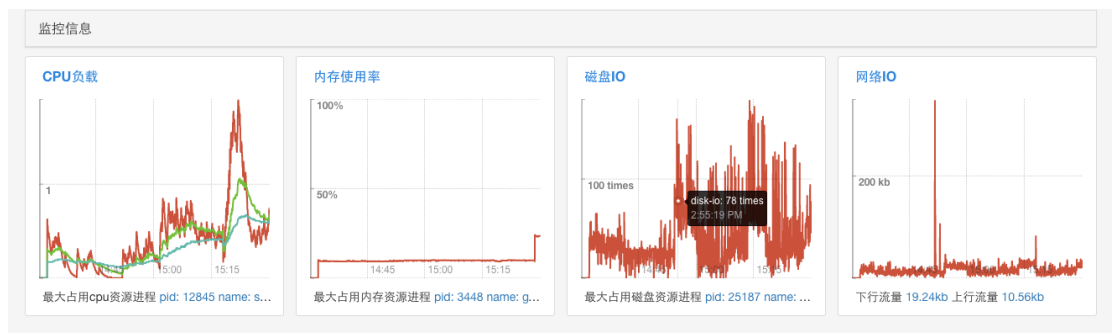 监控信息
CPU负载
1
15:00
15:15
最大占用cpu资源进程 pid: 12845 name: s...
内存使用率
100%
50%
14:45
15:00
15:15
最大占用内存资源进程 pid: 3448 name: g...
磁盘IO
100 times
disk-io: 78 times
2:55:19 PM
最大占用磁盘资源进程 pid: 25187 name: ...
网络IO
200 kb
下行流量 19.24kb 上行流量 10.56kb